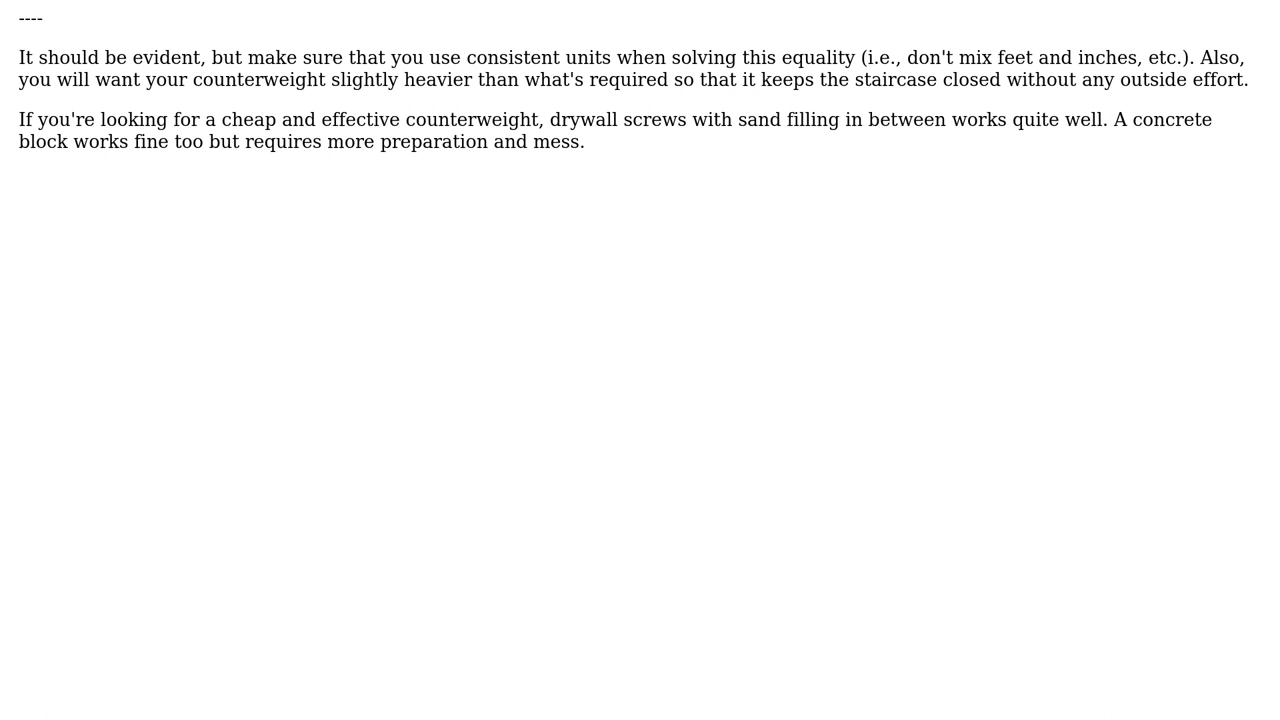 ----
It should be evident, but make sure that you use consistent units when solving this equality (i.e., don't mix feet and inches, etc.). Also,
you will want your counterweight slightly heavier than what's required so that it keeps the staircase closed without any outside effort.
If you're looking for a cheap and effective counterweight, drywall screws with sand filling in between works quite well. A concrete
block works fine too but requires more preparation and mess.